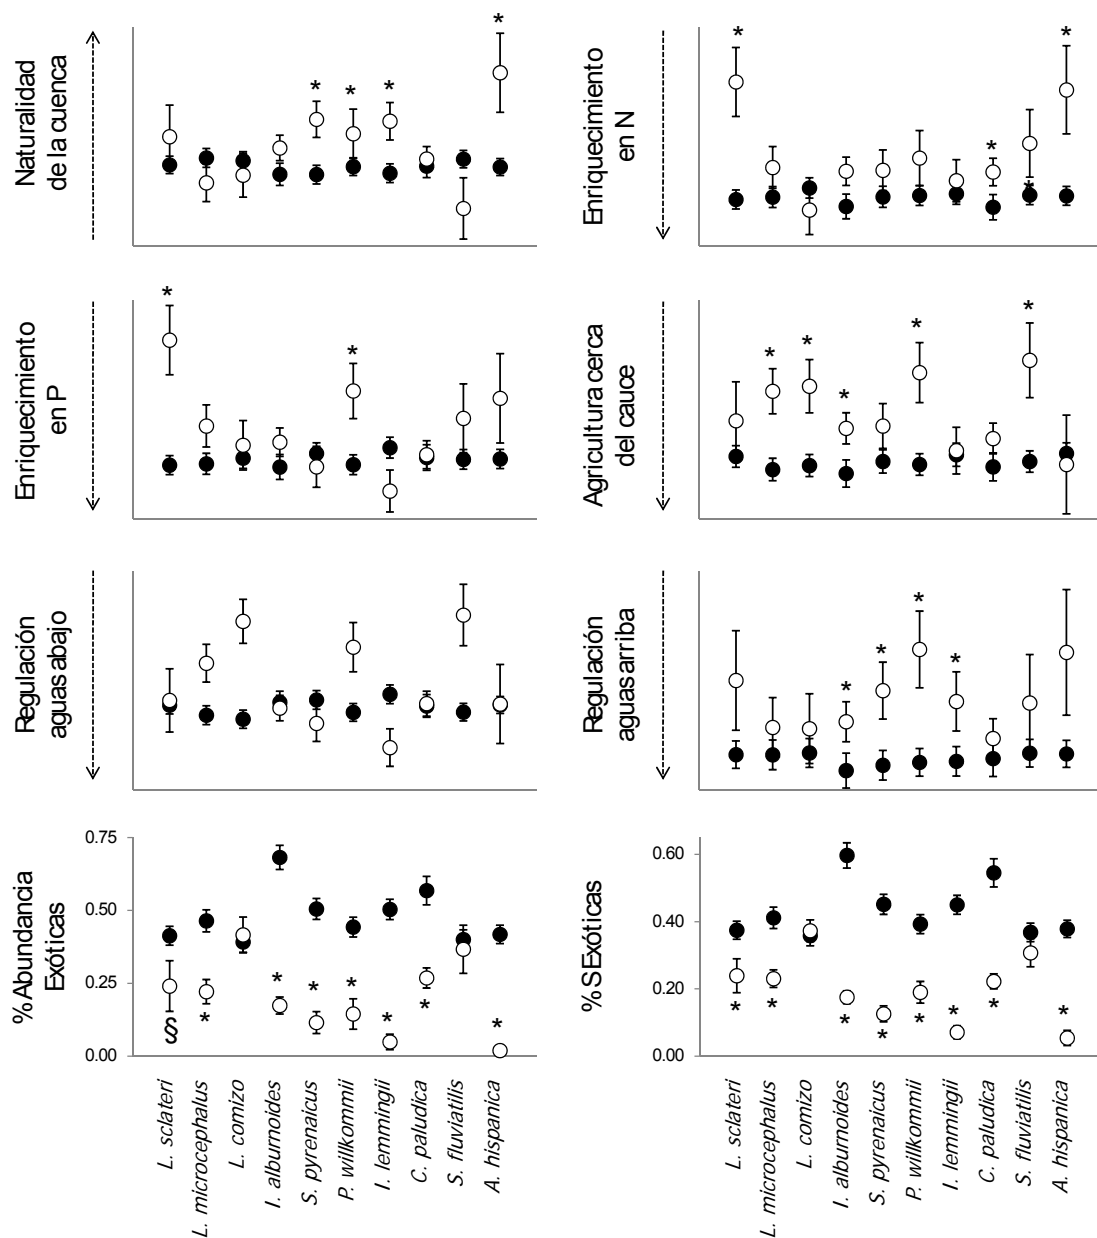 Naturalidad
de la cuenca
*
*
*
*
Enriquecimiento
en N
*
*
*
*
Enriquecimiento
en P
*
*
Agricultura cerca
del cauce
*
*
*
*
*
Regulación
aguas abajo
Regulación
aguas arriba
*
*
*
*
%Abundancia
Exóticas
0.75
0.50
0.25
0.00
§
*
*
*
*
*
*
*
%SExóticas
0.60
0.40
0.20
0.00
*
*
*
*
*
*
*
*
L. sclateri
L. microcephalus
L. comizo
I. alburnoides
S. pyrenaicus
P. willkommii
I. lemmingii
C. paludica
S. fluviatilis
A. hispanica
L. sclateri
L. microcephalus
L. comizo
I. alburnoides
S. pyrenaicus
P. willkommii
I. lemmingii
C. paludica
S. fluviatilis
A. hispanica